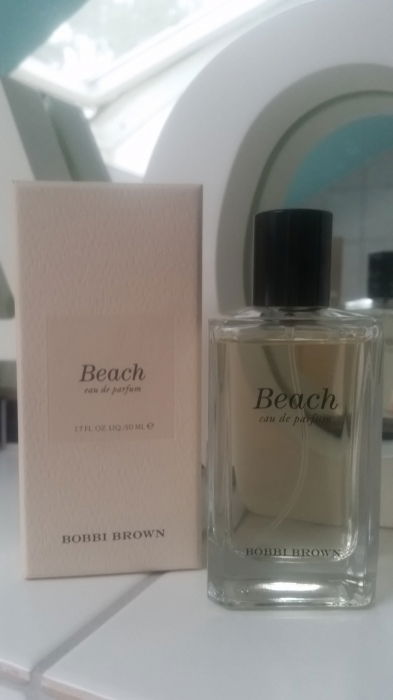 Beach
eau de parfum
1.7 FL. OZ. LIQ./50 ML ℮
BOBBI BROWN
Beach
eau de parfum
BOBBI BROWN